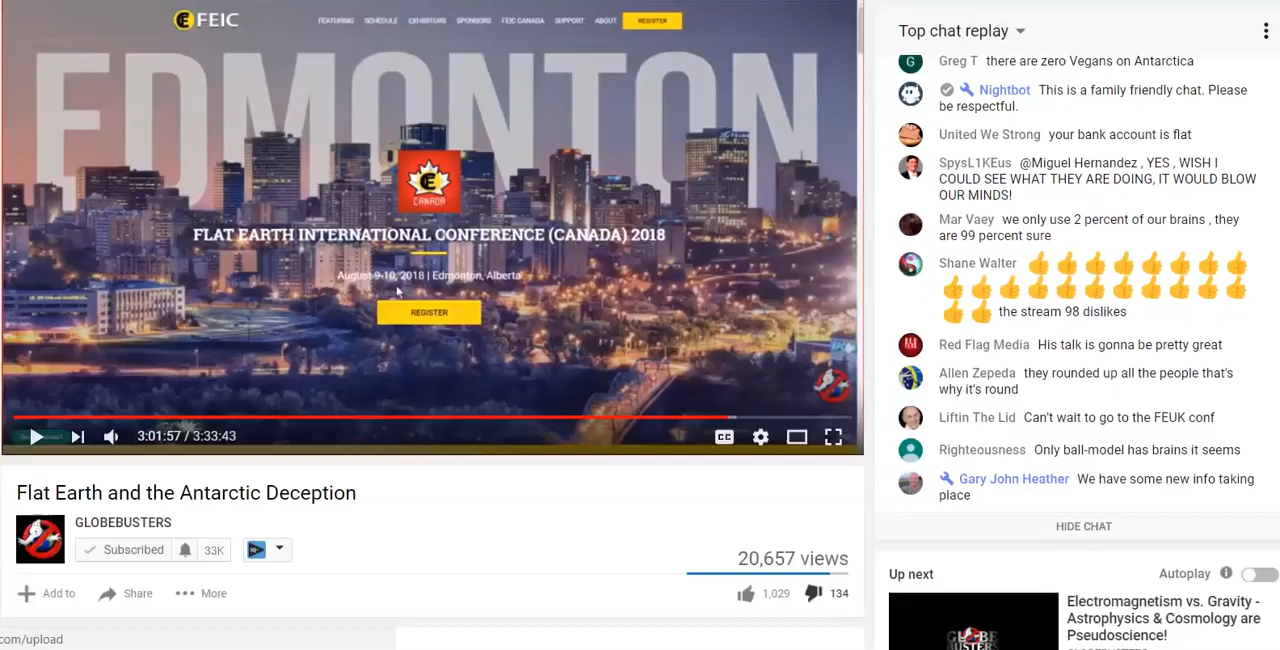 FEIC
FEATURING SCHEDULE EXHIBITORS SPONSORS FEIC CANADA SUPPORT ABOUT REGISTER
EDMONTON
CANADA
FLAT EARTH INTERNATIONAL CONFERENCE (CANADA) 2018
August 9-10, 2018 | Edmonton, Alberta
REGISTER
3:01:57 / 3:33:43
CC
Flat Earth and the Antarctic Deception
GLOBEBUSTERS
Subscribed 33K
20,657 views
Add to Share More
1,029 134
com/upload
Top chat replay
G Greg T there are zero Vegans on Antarctica
Nightbot This is a family friendly chat. Please
be respectful.
United We Strong your bank account is flat
SpysL1KEus @Miguel Hernandez , YES , WISH I
COULD SEE WHAT THEY ARE DOING, IT WOULD BLOW
OUR MINDS!
Mar Vaey we only use 2 percent of our brains , they
are 99 percent sure
Shane Walter 👍👍👍👍👍👍👍👍
👍👍👍👍👍👍👍👍👍👍👍
👍👍 the stream 98 dislikes
Red Flag Media His talk is gonna be pretty great
Allen Zepeda they rounded up all the people that's
why it's round
Liftin The Lid Can't wait to go to the FEUK conf
Righteousness Only ball-model has brains it seems
Gary John Heather We have some new info taking
place
HIDE CHAT
Up next Autoplay
Electromagnetism vs. Gravity -
Astrophysics & Cosmology are
Pseudoscience!
GLOBE
BUSTERS
GLOBEBUSTERS